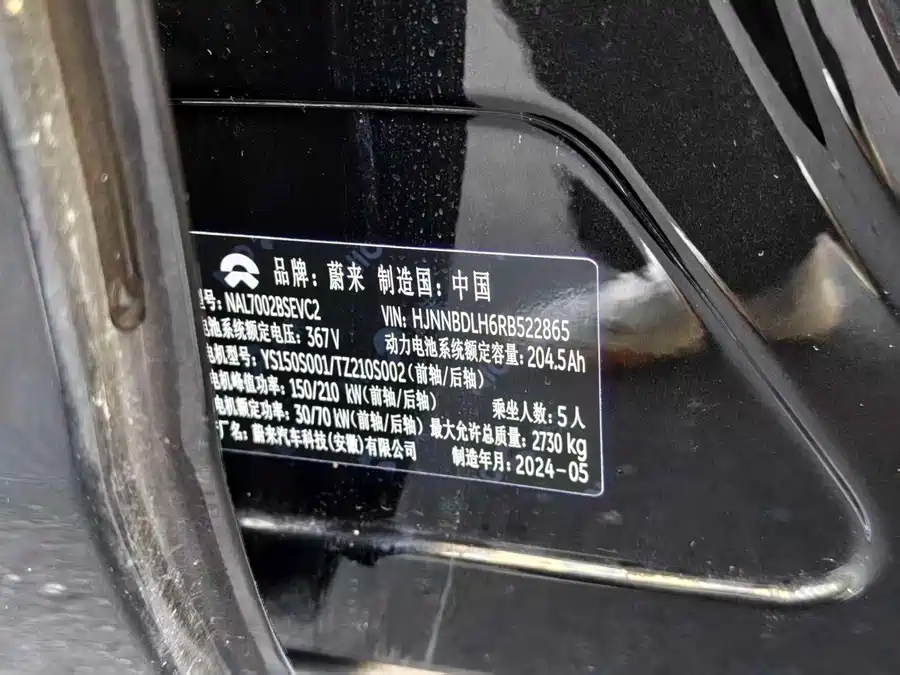 品牌：蔚来 制造国：中国
型号：NAL7002BSEVC2 VIN：HJNNBDLH6RB522865
电池系统额定电压：367V 动力电池系统额定容量：204.5Ah
电机型号：YS150S001/TZ210S002（前轴/后轴）
电机峰值功率：150/210 kW（前轴/后轴） 乘坐人数：5人
电机额定功率：30/70 kW（前轴/后轴） 最大允许总质量：2730 kg
厂名：蔚来汽车科技（安徽）有限公司 制造年月：2024-05